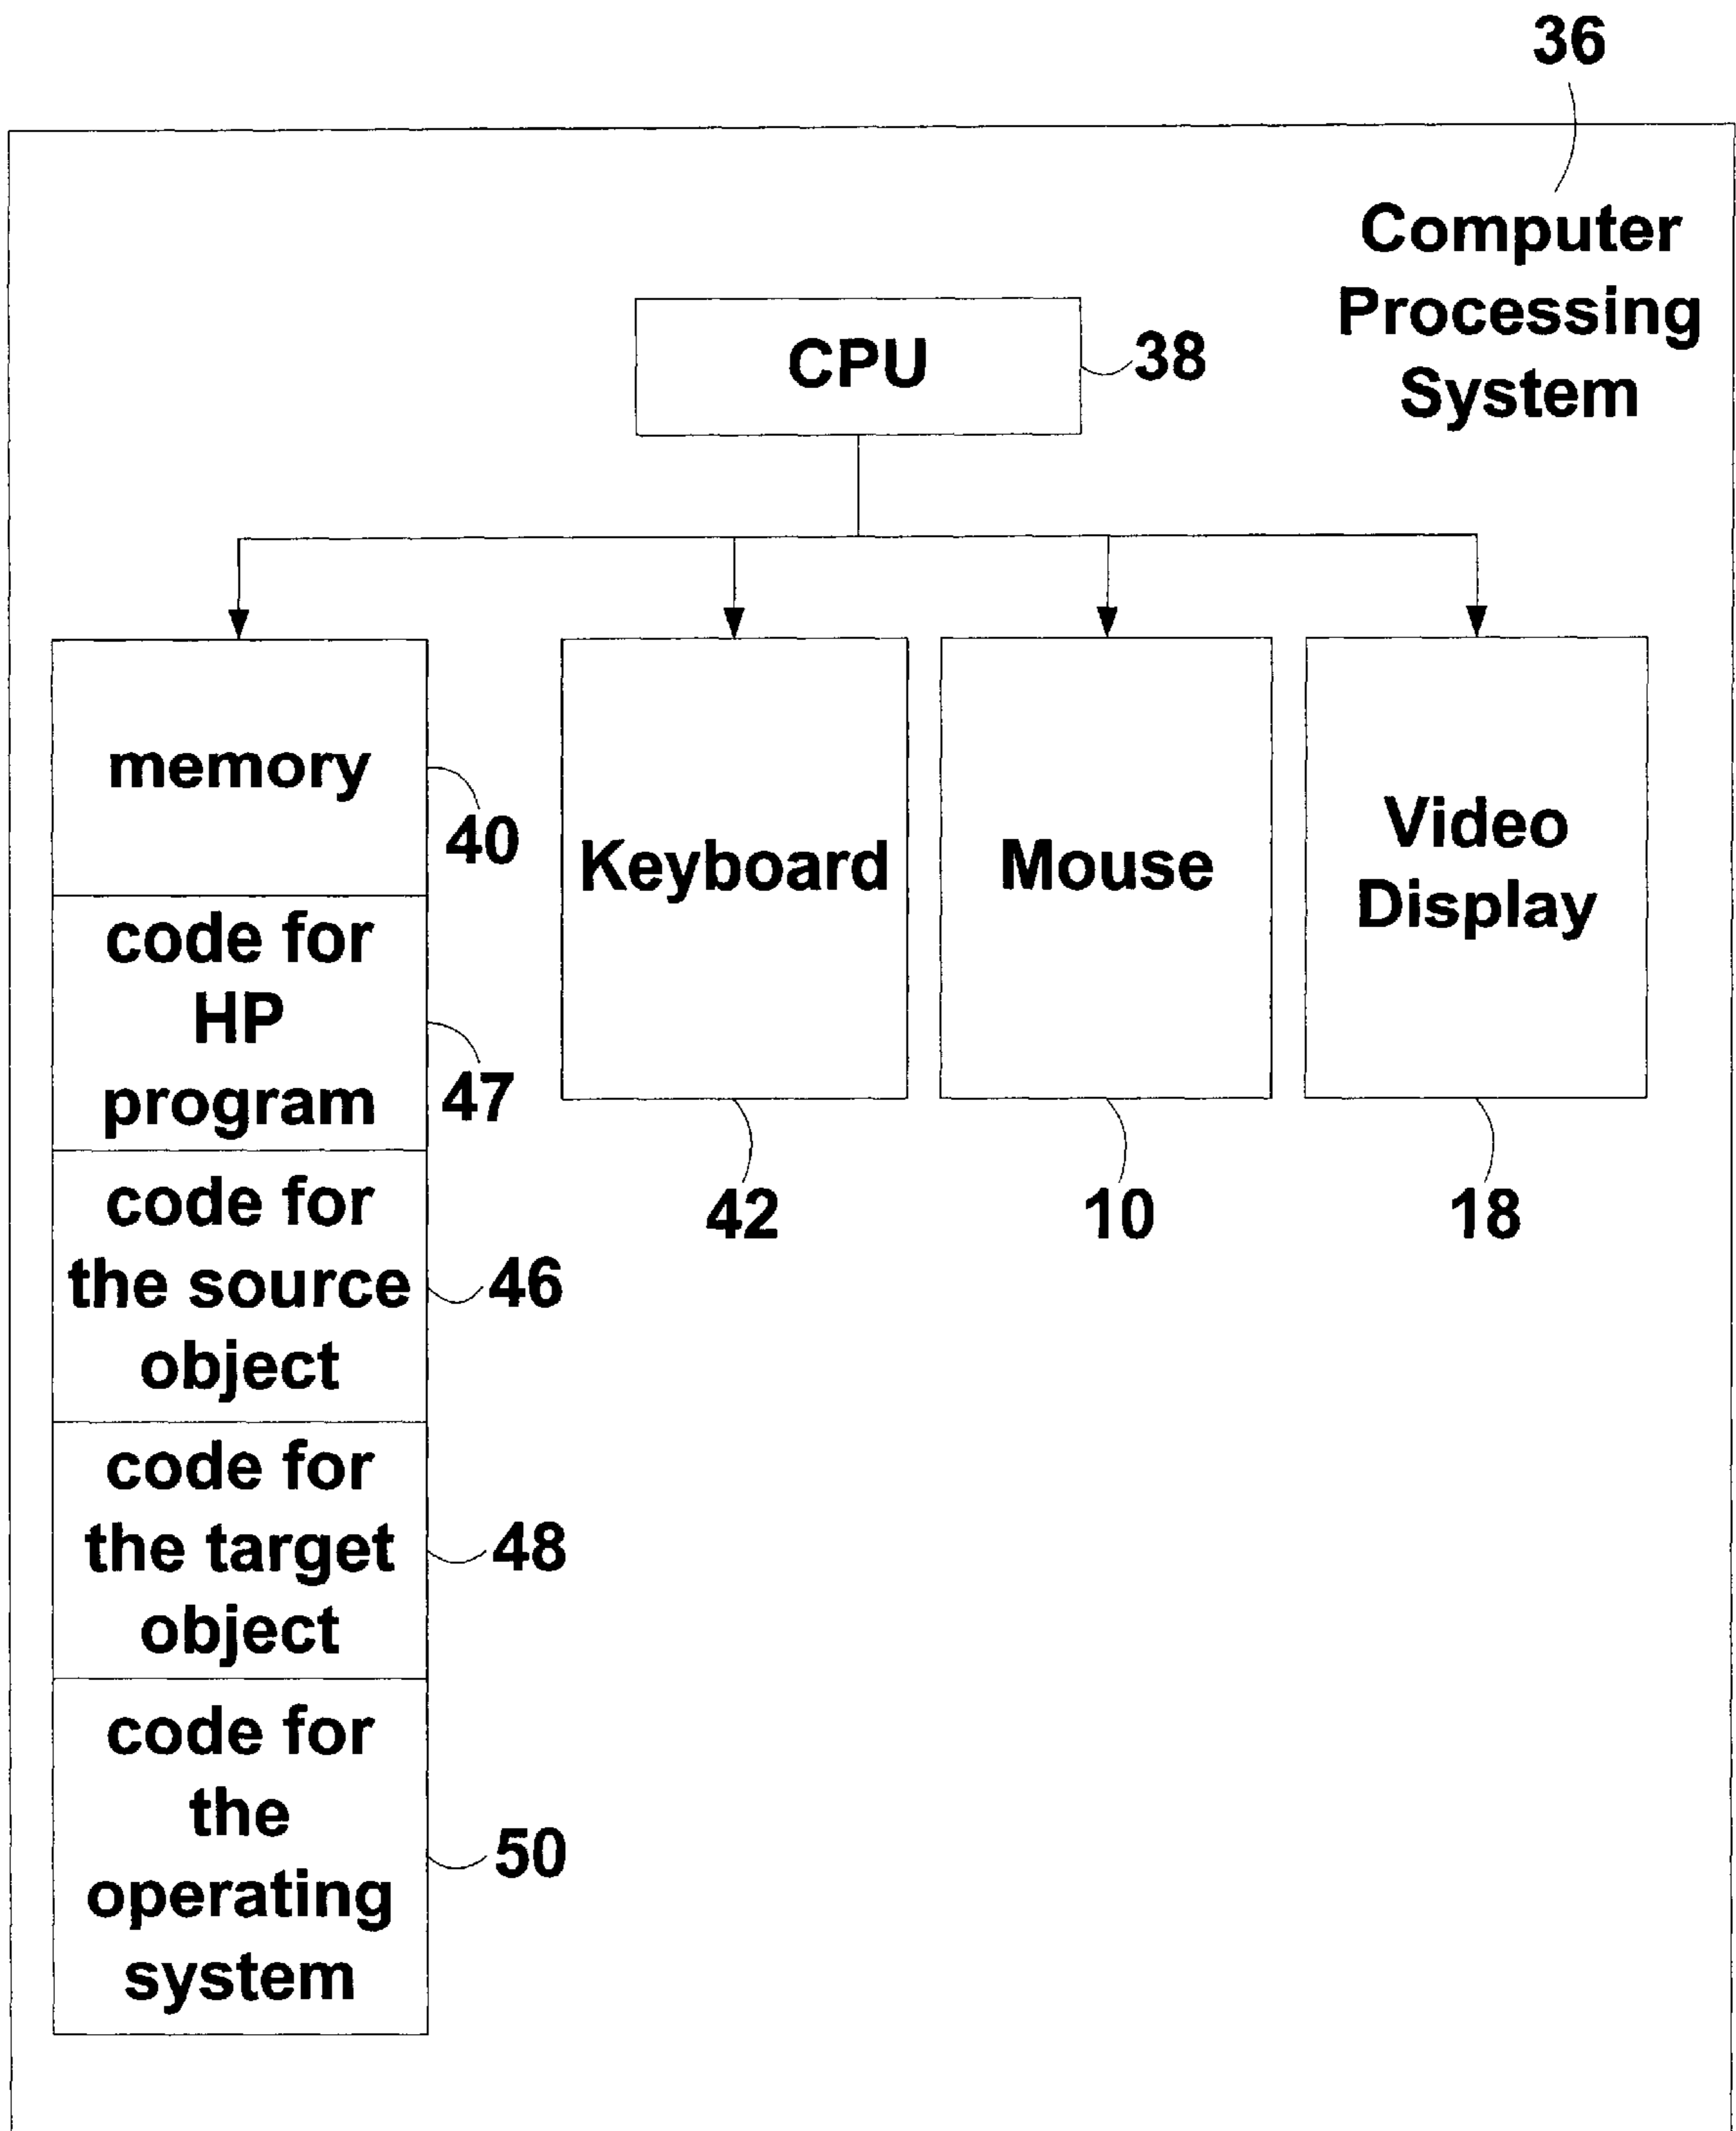 36
Computer
Processing
System
CPU
38
memory
40
code for
HP
program
47
code for
the source
object
46
code for
the target
object
48
code for
the
operating
system
50
Keyboard
42
Mouse
10
Video
Display
18